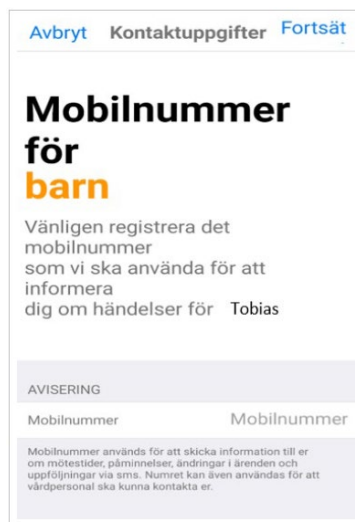 Avbryt Kontaktuppgifter Fortsät
Mobilnummer
för
barn
Vänligen registrera det
mobilnummer
som vi ska använda för att
informera
dig om händelser för Tobias
AVISERING
Mobilnummer Mobilnummer
Mobilnummer används för att skicka information till er
om mötestider, påminnelser, ändringar i ärenden och
uppföljningar via sms. Numret kan även användas för att
vårdpersonal ska kunna kontakta er.